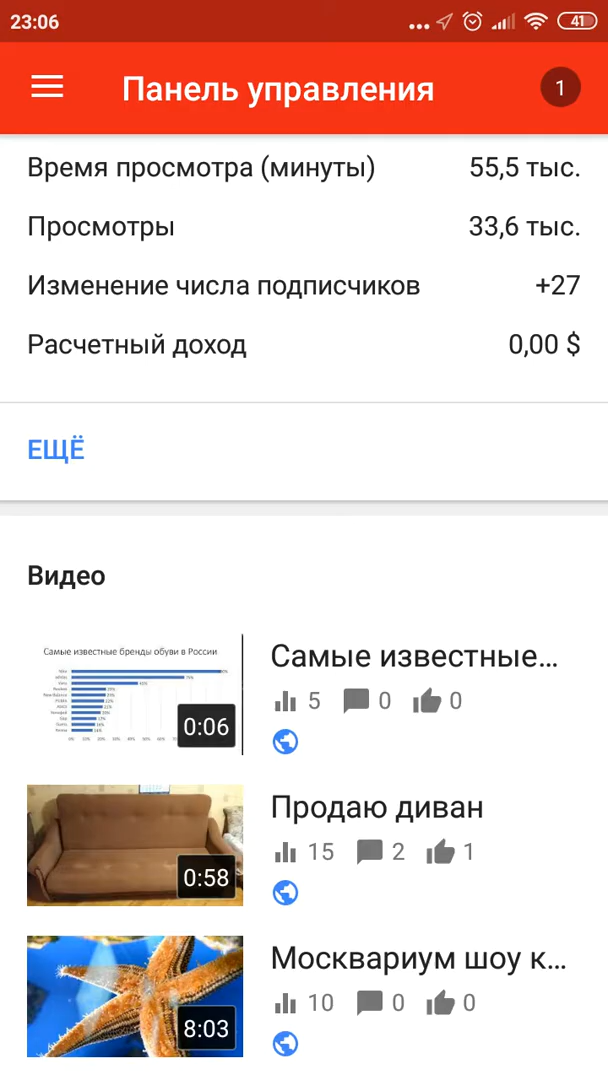 23:06
41
Панель управления
1
Время просмотра (минуты) 55,5 тыс.
Просмотры 33,6 тыс.
Изменение числа подписчиков +27
Расчетный доход 0,00 $
ЕЩЁ
Видео
Самые известные бренды обуви в России
0:06
Самые известные...
5 0 0
0:58
Продаю диван
15 2 1
8:03
Москвариум шоу к...
10 0 0